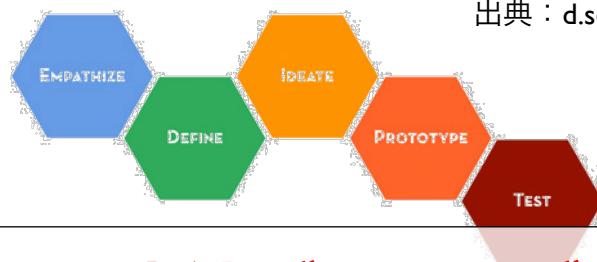 出典：d.s
EMPATHIZE
IDEATE
DEFINE
PROTOTYPE
TEST